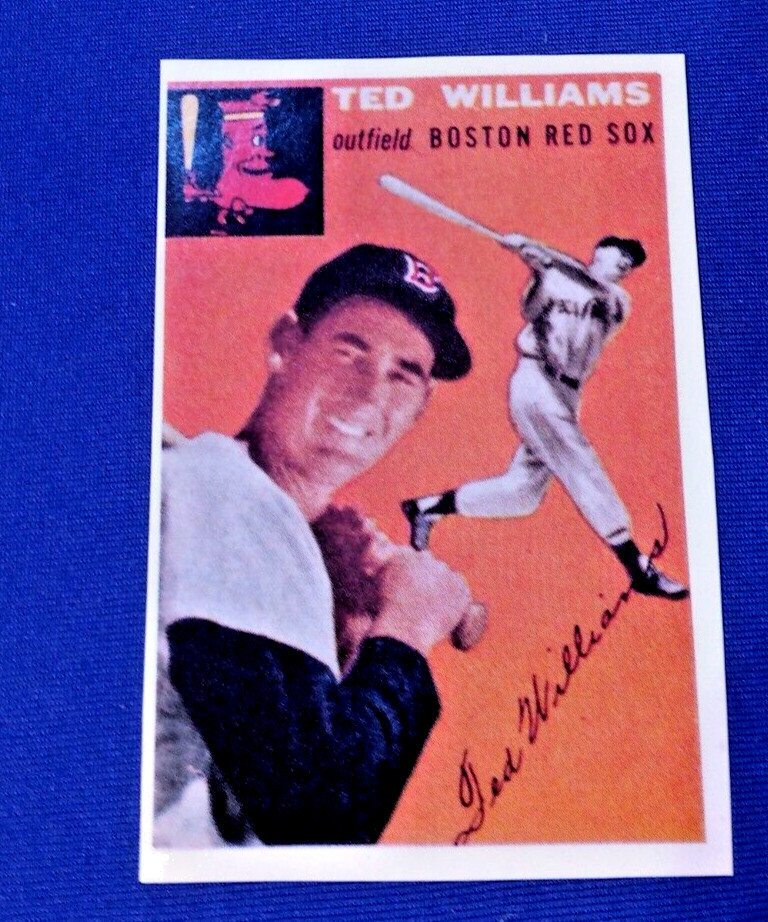 TED WILLIAMS
outfield BOSTON RED SOX
B
Ted Williams